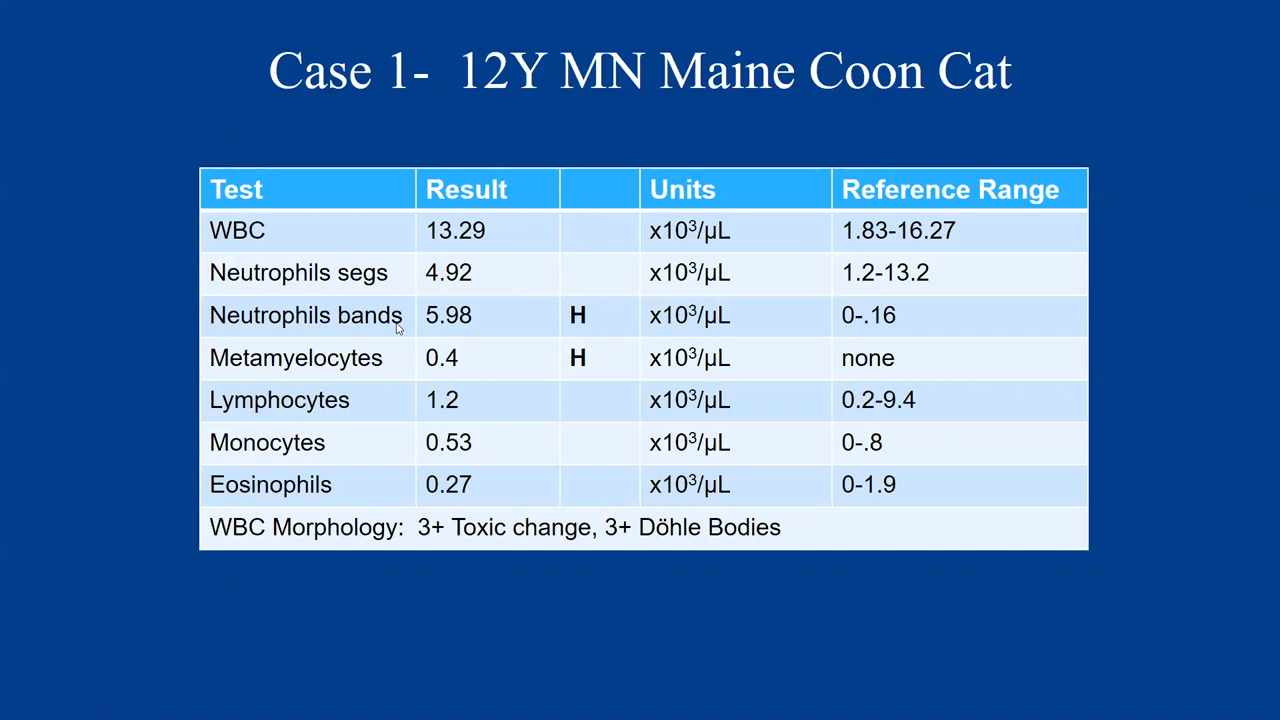 Case 1- 12Y MN Maine Coon Cat
Test Result Units Reference Range
WBC 13.29 x10³/µL 1.83-16.27
Neutrophils segs 4.92 x10³/µL 1.2-13.2
Neutrophils bands 5.98 H x10³/µL 0-.16
Metamyelocytes 0.4 H x10³/µL none
Lymphocytes 1.2 x10³/µL 0.2-9.4
Monocytes 0.53 x10³/µL 0-.8
Eosinophils 0.27 x10³/µL 0-1.9
WBC Morphology: 3+ Toxic change, 3+ Döhle Bodies